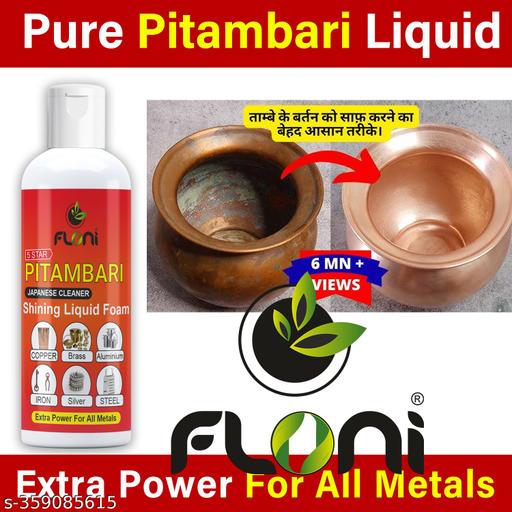 Pure Pitambari Liquid
ताम्बे के बर्तन को साफ़ करने का
बेहद आसान तरीके।
FLONi
5 STAR
PITAMBARI
JAPANESE CLEANER
Shining Liquid Foam
COPPER Brass Aluminium
IRON Silver STEEL
Extra Power For All Metals
6 MN +
VIEWS
FLONi®
Extra Power For All Metals
s-359085615